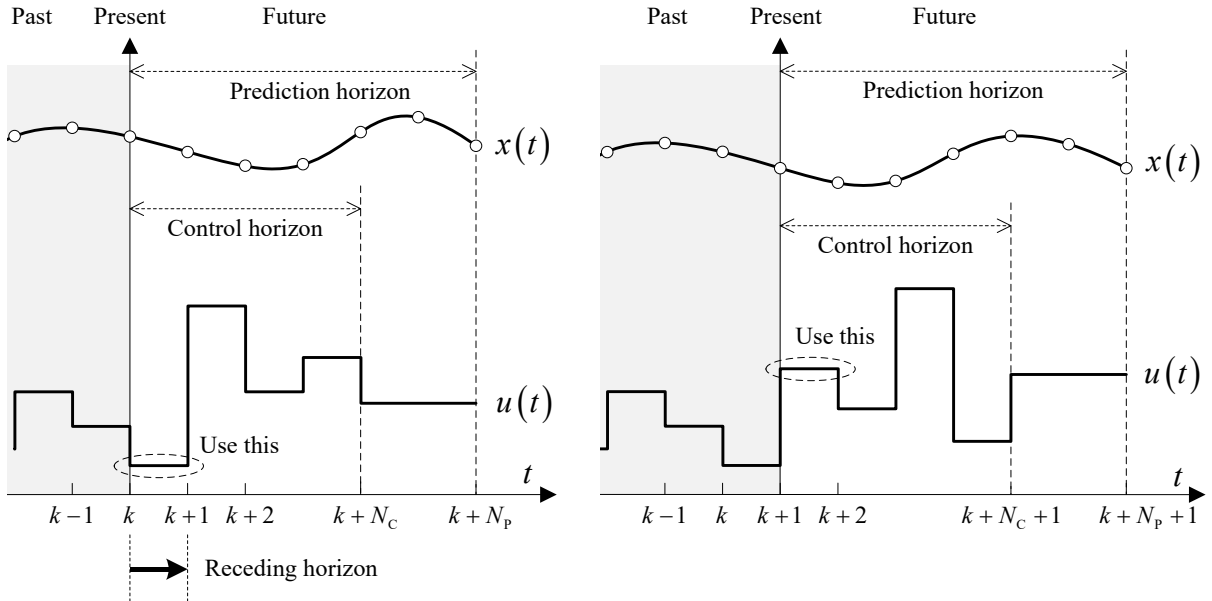 Past Present Future
Prediction horizon
x(t)
Control horizon
Use this
u(t)
t
k−1 k k+1 k+2 k+N_C k+N_P
Receding horizon
Past Present Future
Prediction horizon
x(t)
Control horizon
Use this
u(t)
t
k−1 k k+1 k+2 k+N_C+1 k+N_P+1